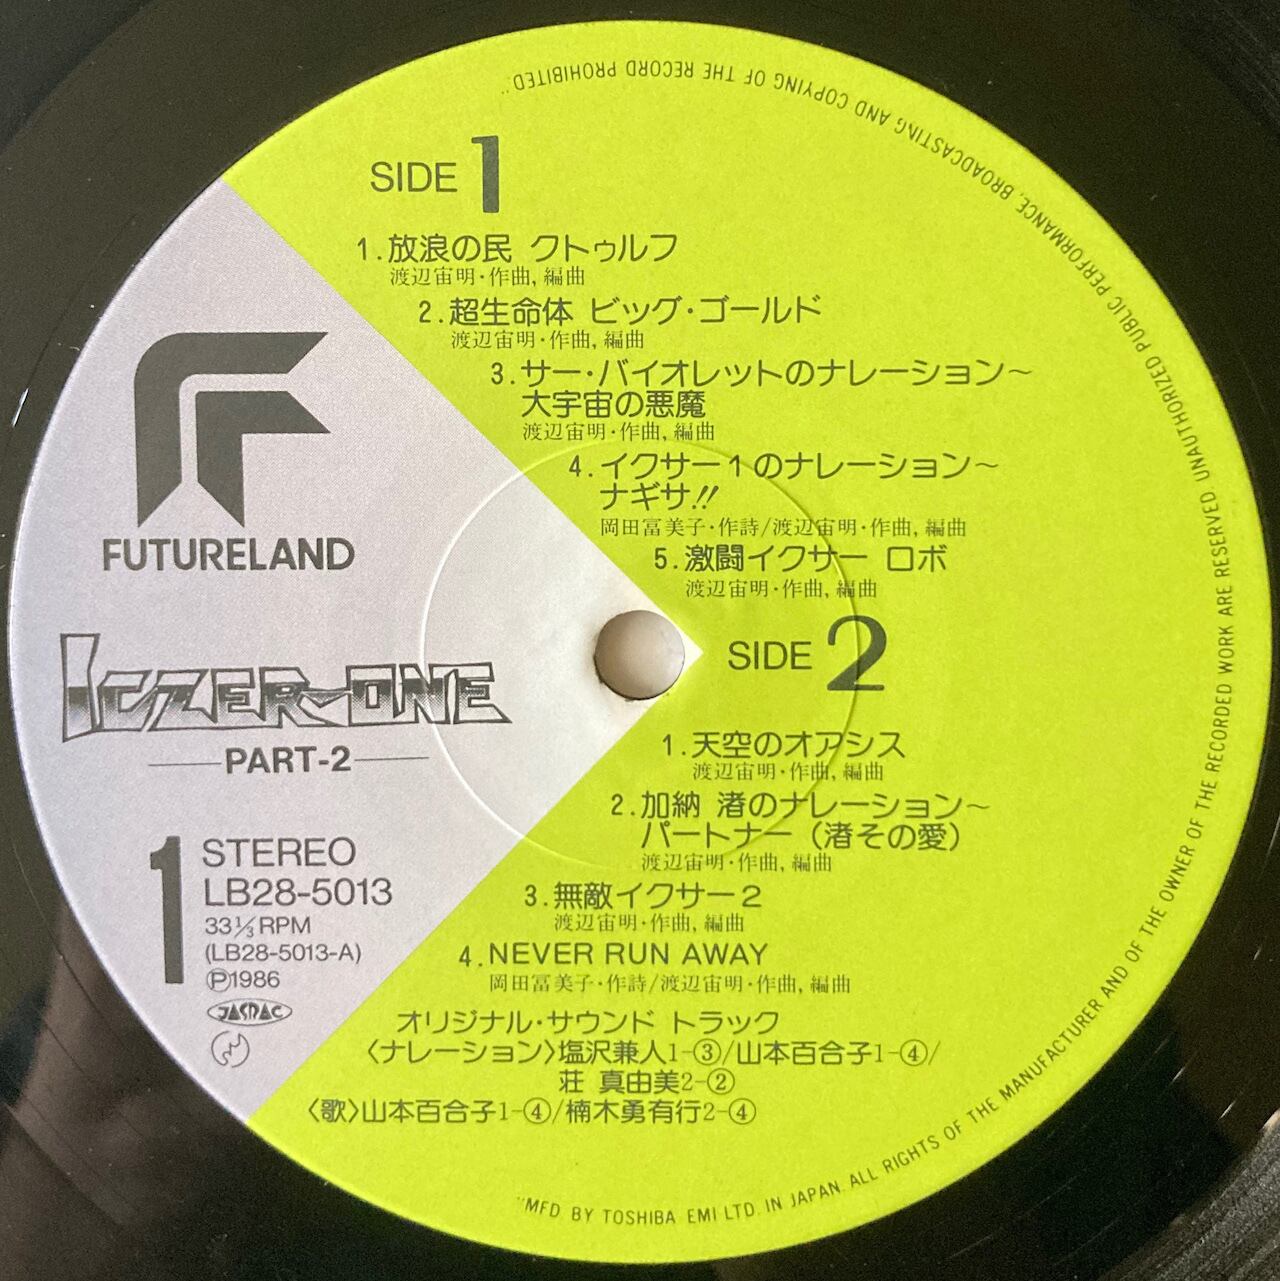 SIDE 1
1.放浪の民 クトゥルフ
渡辺宙明・作曲, 編曲
2.超生命体 ビッグ・ゴールド
渡辺宙明・作曲, 編曲
3.サー・バイオレットのナレーション〜
大宇宙の悪魔
渡辺宙明・作曲, 編曲
4.イクサー1のナレーション〜
ナギサ!!
岡田冨美子・作詩/渡辺宙明・作曲, 編曲
5.激闘イクサー ロボ
渡辺宙明・作曲, 編曲
SIDE 2
1.天空のオアシス
渡辺宙明・作曲, 編曲
2.加納 渚のナレーション〜
パートナー (渚その愛)
渡辺宙明・作曲, 編曲
3.無敵イクサー2
渡辺宙明・作曲, 編曲
4.NEVER RUN AWAY
岡田冨美子・作詩/渡辺宙明・作曲, 編曲
オリジナル・サウンド トラック
〈ナレーション〉塩沢兼人1-③/山本百合子1-④/
荘 真由美2-②
〈歌〉山本百合子1-④/楠木勇有行2-④
FUTURELAND
ICZER-ONE
PART-2
1
STEREO
LB28-5013
33⅓ RPM
(LB28-5013-A)
Ⓟ1986
JASRAC
"MFD BY TOSHIBA EMI LTD. IN JAPAN. ALL RIGHTS OF THE MANUFACTURER AND OF THE OWNER OF THE RECORDED WORK ARE RESERVED UNAUTHORIZED PUBLIC PERFORMANCE, BROADCASTING AND COPYING OF THE RECORD PROHIBITED."